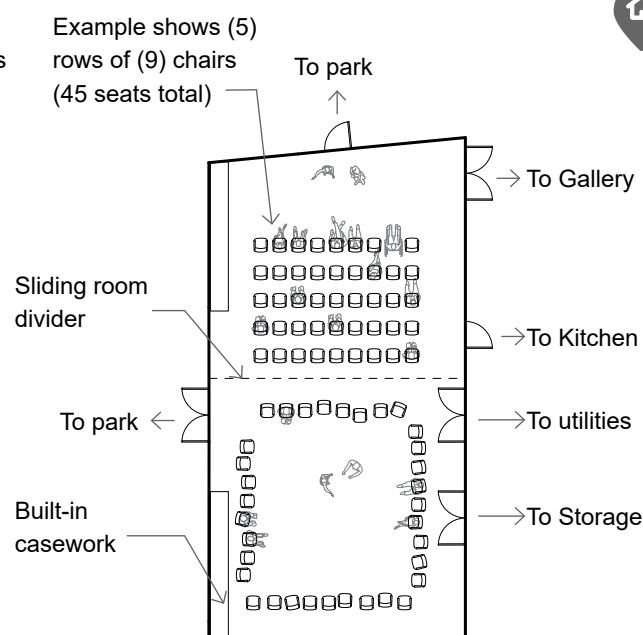 Example shows (5)
rows of (9) chairs
(45 seats total)
s
To park
To Gallery
Sliding room
divider
To Kitchen
To park
To utilities
Built-in
casework
To Storage